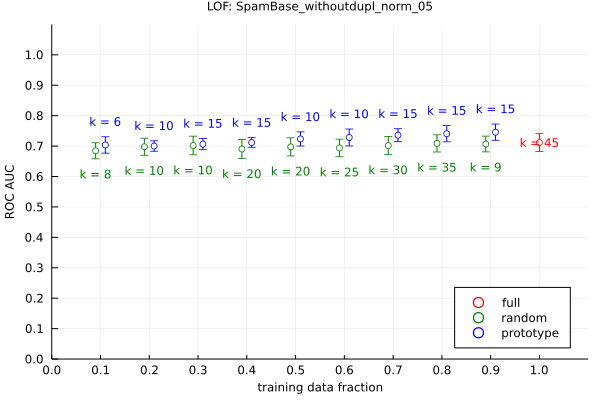 LOF: SpamBase_withoutdupl_norm_05
ROC AUC
1.0
0.9
0.8
0.7
0.6
0.5
0.4
0.3
0.2
0.1
0.0
k = 6
k = 10
k = 15
k = 15
k = 10
k = 10
k = 15
k = 15
k = 15
k = 45
k = 8
k = 10
k = 10
k = 20
k = 20
k = 25
k = 30
k = 35
k = 9
full
random
prototype
0.0 0.1 0.2 0.3 0.4 0.5 0.6 0.7 0.8 0.9 1.0
training data fraction